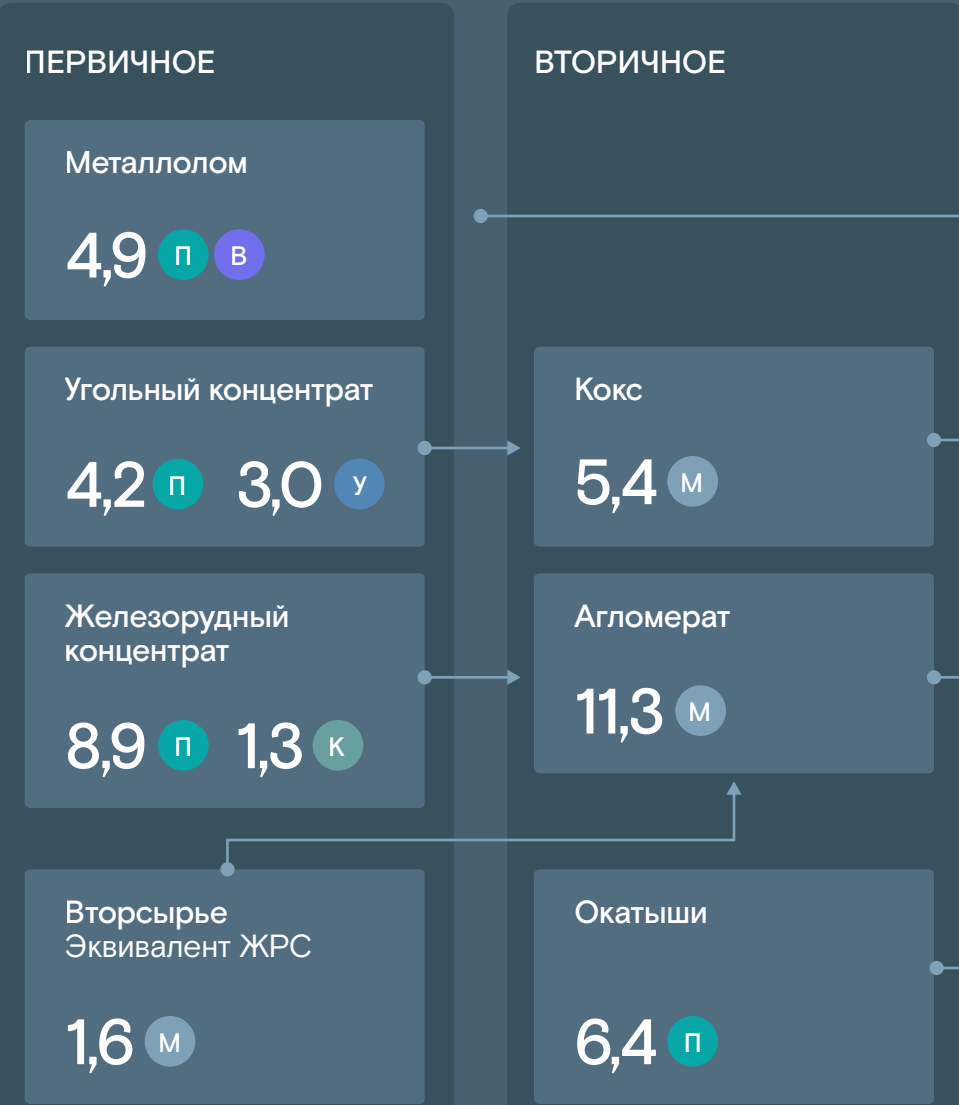 ПЕРВИЧНОЕ
Металлолом
4,9 П В
Угольный концентрат
4,2 П 3,0 У
Железорудный
концентрат
8,9 П 1,3 К
Вторсырье
Эквивалент ЖРС
1,6 М
ВТОРИЧНОЕ
Кокс
5,4 М
Агломерат
11,3 М
Окатыши
6,4 П